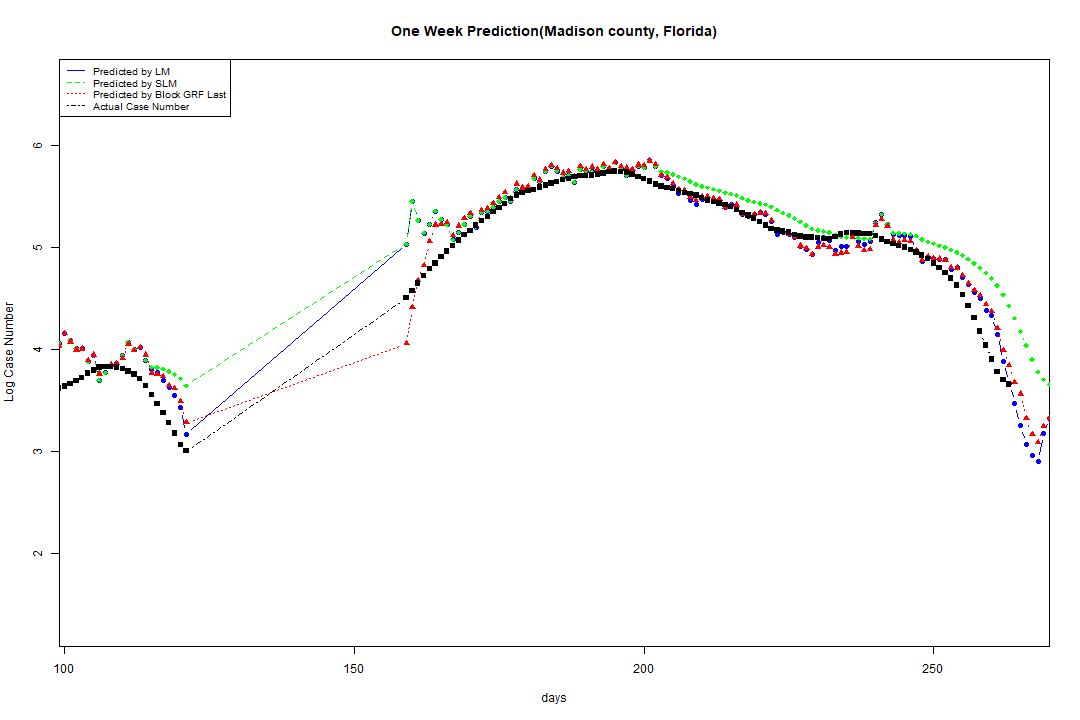 One Week Prediction(Madison county, Florida)
Predicted by LM
Predicted by SLM
Predicted by Block GRF Last
Actual Case Number
6
5
4
3
2
Log Case Number
100 150 200 250
days